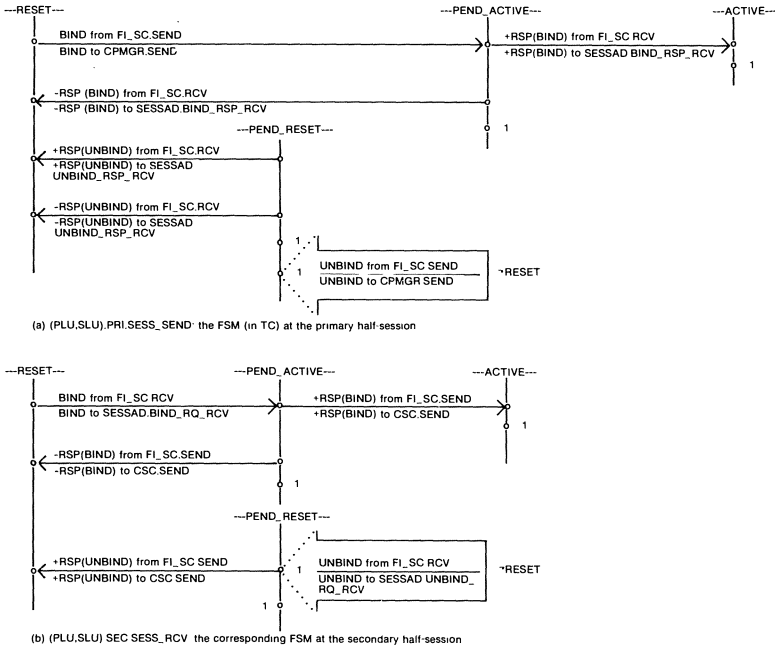 ---RESET---
---PEND_ACTIVE---
---ACTIVE---
BIND from FI_SC.SEND
BIND to CPMGR.SEND
+RSP(BIND) from FI_SC RCV
+RSP(BIND) to SESSAD BIND_RSP_RCV
1
-RSP (BIND) from FI_SC.RCV
-RSP (BIND) to SESSAD.BIND_RSP_RCV
1
---PEND_RESET---
+RSP(UNBIND) from FI_SC.RCV
+RSP(UNBIND) to SESSAD
UNBIND_RSP_RCV
-RSP(UNBIND) from FI_SC.RCV
-RSP(UNBIND) to SESSAD
UNBIND_RSP_RCV
1
1
UNBIND from FI_SC SEND
UNBIND to CPMGR SEND
¬RESET
(a) (PLU,SLU).PRI.SESS_SEND· the FSM (in TC) at the primary half-session
---RESET---
---PEND_ACTIVE---
---ACTIVE---
BIND from FI_SC RCV
BIND to SESSAD.BIND_RQ_RCV
+RSP(BIND) from FI_SC.SEND
+RSP(BIND) to CSC.SEND
1
-RSP(BIND) from FI_SC.SEND
-RSP(BIND) to CSC.SEND
1
---PEND_RESET---
+RSP(UNBIND) from FI_SC SEND
+RSP(UNBIND) to CSC SEND
1
UNBIND from FI_SC RCV
UNBIND to SESSAD UNBIND_
RQ_RCV
¬RESET
1
(b) (PLU,SLU) SEC SESS_RCV the corresponding FSM at the secondary half-session